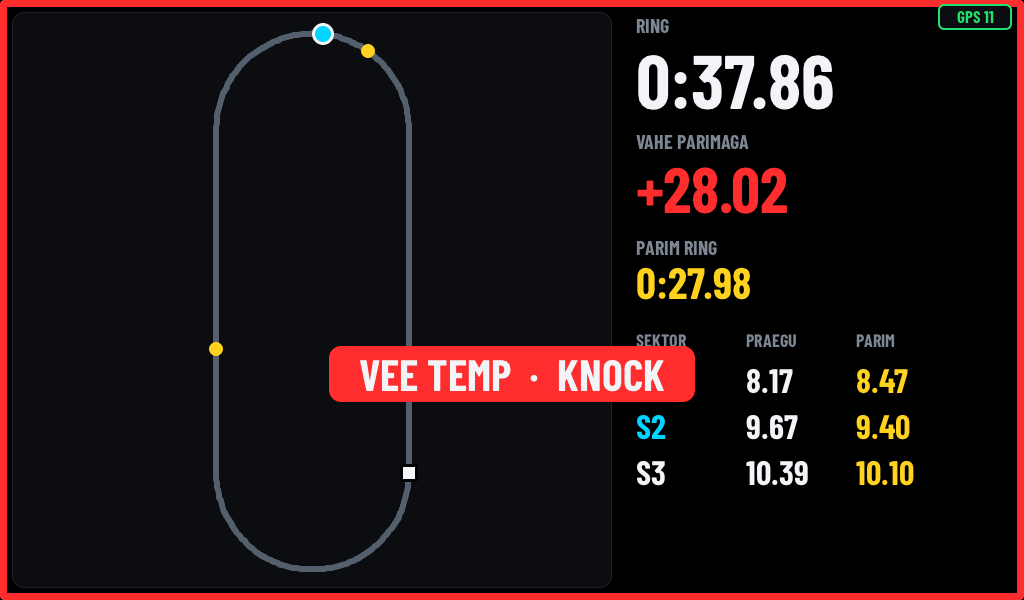 GPS 11
RING
0:37.86
VAHE PARIMAGA
+28.02
PARIM RING
0:27.98
SEKTOR PRAEGU PARIM
VEE TEMP · KNOCK
8.17 8.47
S2 9.67 9.40
S3 10.39 10.10